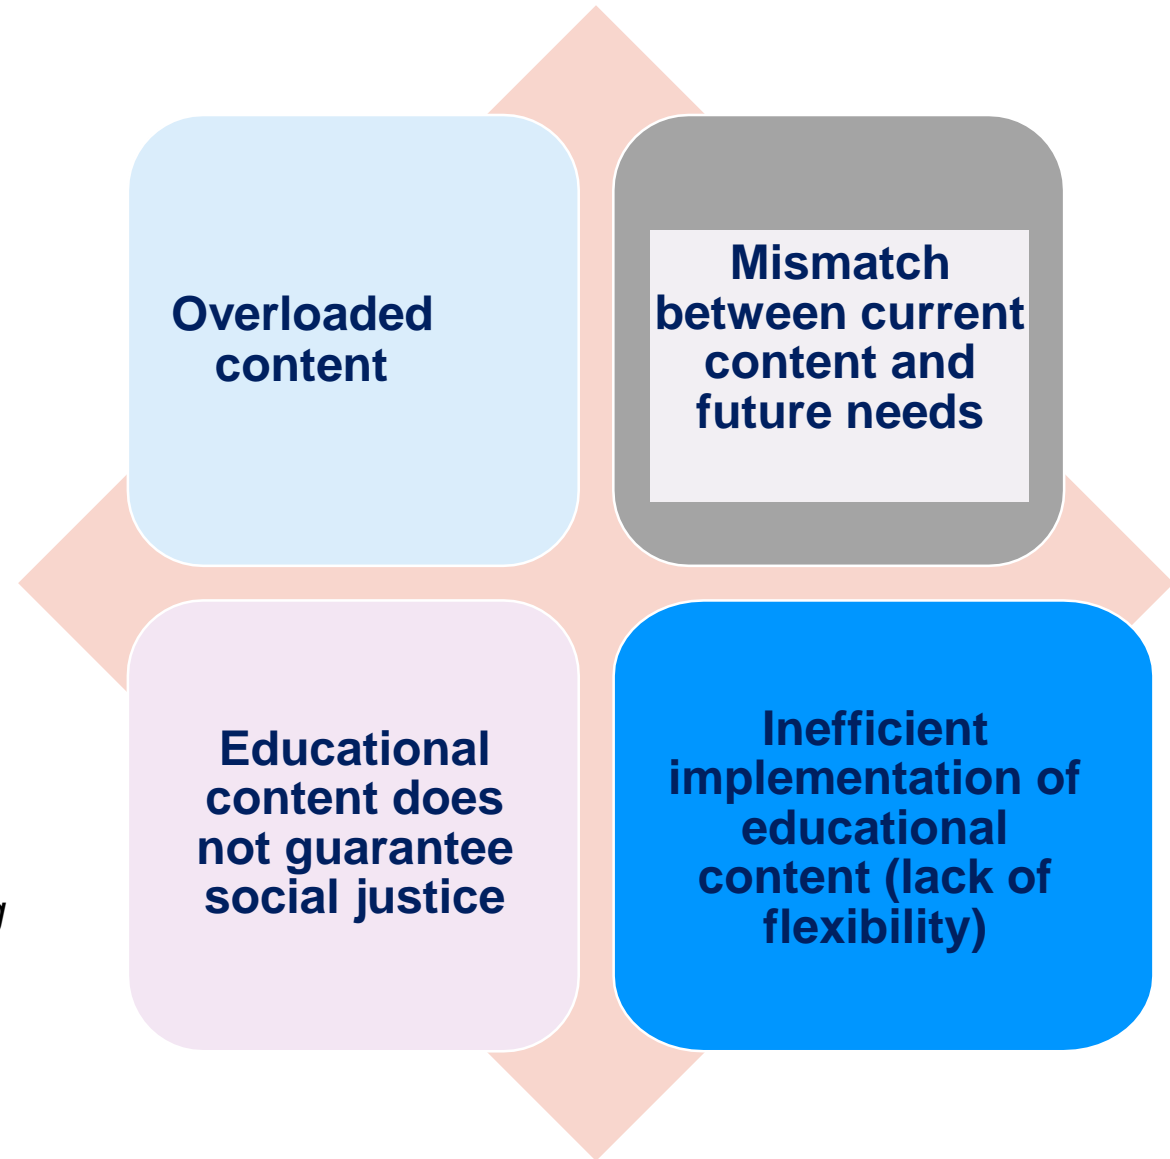 Overloaded
content
Mismatch
between current
content and
future needs
Educational
content does
not guarantee
social justice
Inefficient
implementation of
educational
content (lack of
flexibility)